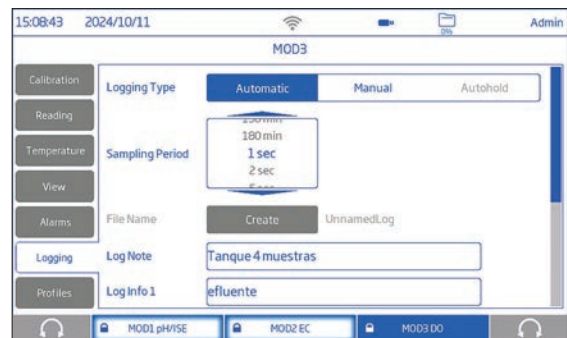 15:08:43 2024/10/11 0% Admin
MOD3
Calibration
Logging Type Automatic Manual Autohold
Reading
180 min
Temperature Sampling Period 1 sec
2 sec
View
Alarms File Name Create UnnamedLog
Logging Log Note Tanque 4 muestras
Profiles Log Info 1 efluente
MOD1 pH/ISE MOD2 EC MOD3 DO